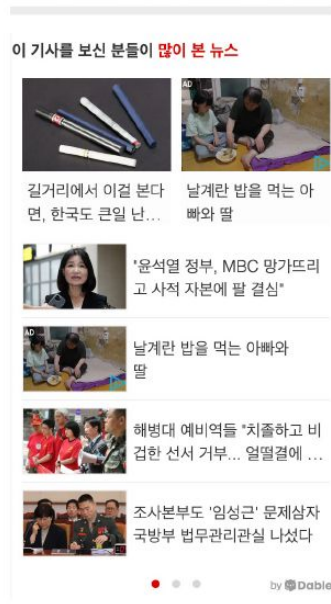 이 기사를 보신 분들이 많이 본 뉴스
AD
길거리에서 이걸 본다
면, 한국도 큰일 난...
날계란 밥을 먹는 아
빠와 딸
"윤석열 정부, MBC 망가뜨리
고 사적 자본에 팔 결심"
AD
날계란 밥을 먹는 아빠와
딸
해병대 예비역들 "치졸하고 비
겁한 선서 거부... 얼떨결에 ...
조사본부도 '임성근' 문제삼자
국방부 법무관리관실 나섰다
by Dable